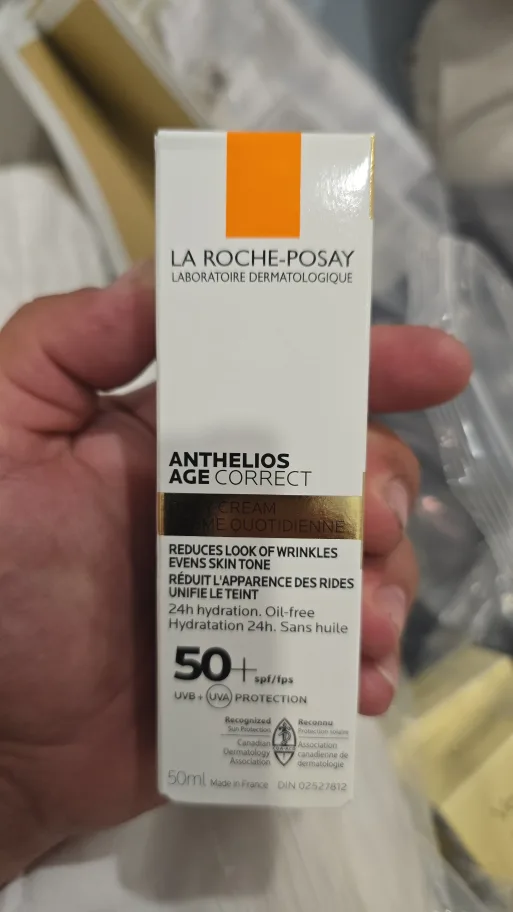 LA ROCHE-POSAY
LABORATOIRE DERMATOLOGIQUE
ANTHELIOS
AGE CORRECT
CREAM
QUOTIDIENNE
REDUCES LOOK OF WRINKLES
EVENS SKIN TONE
RÉDUIT L'APPARENCE DES RIDES
UNIFIE LE TEINT
24h hydration. Oil-free
Hydratation 24h. Sans huile
50+ spf/fps
UVB + UVA PROTECTION
Recognized Reconnu
Sun Protection Protection solaire
Canadian Association
Dermatology canadienne de
Association dermatologie
50ml Made in France DIN 02527812